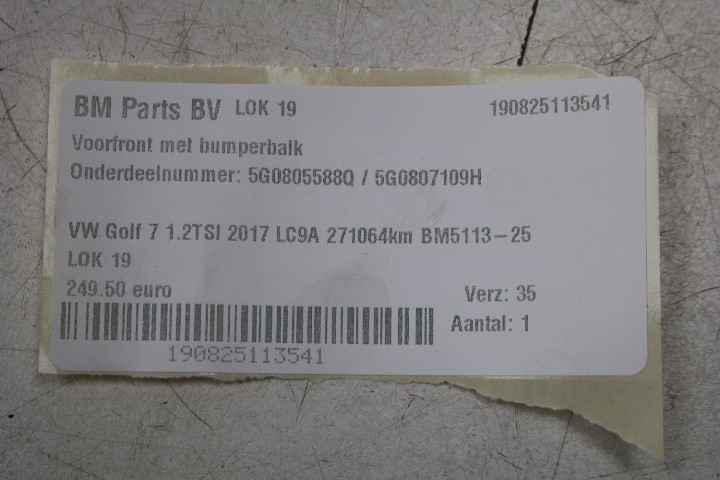 BM Parts BV LOK 19 190825113541
Voorfront met bumperbalk
Onderdeelnummer: 5G0805588Q / 5G0807109H
VW Golf 7 1.2TSI 2017 LC9A 271064km BM5113-25
LOK 19
249.50 euro Verz: 35
Aantal: 1
190825113541